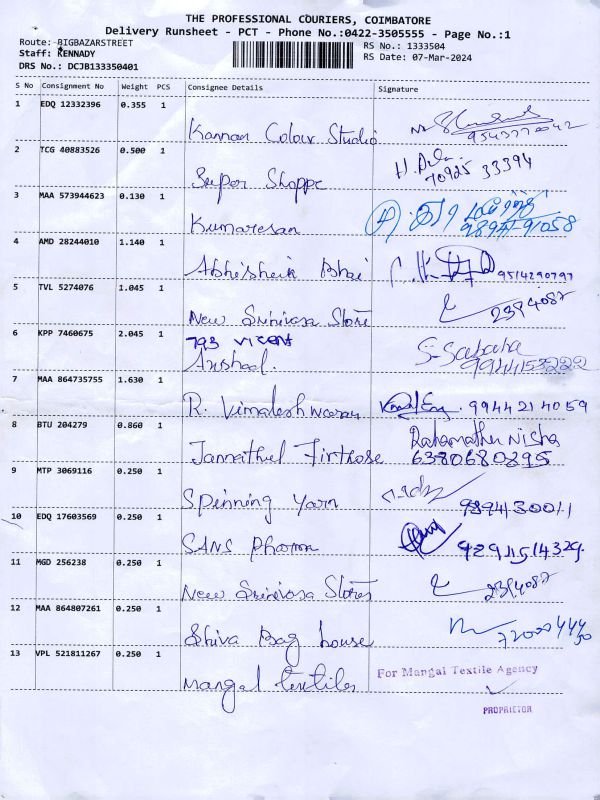 THE PROFESSIONAL COURIERS, COIMBATORE
Delivery Runsheet - PCT - Phone No.:0422-3505555 - Page No.:1
Route: BIGBAZARSTREET RS No.: 1333504
Staff: KENNADY RS Date: 07-Mar-2024
DRS No.: DCJB133350401
S No Consignment No Weight PCS Consignee Details Signature
1 EDQ 12332396 0.355 1
Kannan Colour Studio
2 TCG 40883526 0.500 1
Super Shoppe 70925 33394
3 MAA 573944623 0.130 1
Kumaresan
4 AMD 28244010 1.140 1
Abhisheik Bhai 9514290797
5 TVL 5274076 1.045 1
New Srinivasa Stores 2394087
6 KPP 7460675 2.045 1
793 Vicent
7 MAA 864735755 1.630 1
R. Vimaleshwaran 9944214059
8 BTU 204279 0.860 1 Rahamathu Nisha
Jannathul Firthose 6380680895
9 MTP 3069116 0.250 1
Spinning Yarn
10 EDQ 17603569 0.250 1
SANS Pharm
11 MGD 256238 0.250 1
New Srinivasa Stores 2394087
12 MAA 864807261 0.250 1
Shiva Bag house
13 VPL 521811267 0.250 1
Mangal textiles For Mangal Textile Agency
PROPRIETOR